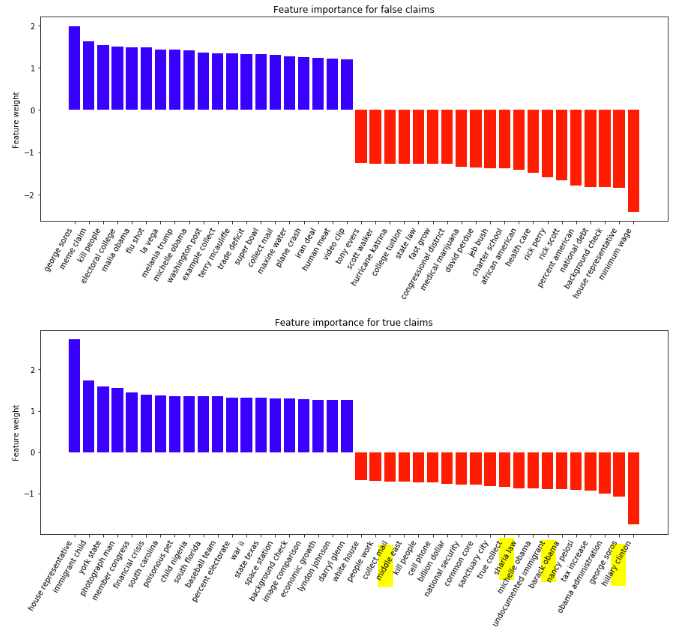 Feature importance for false claims
2
1
0
−1
−2
Feature weight
george soros
meme claim
kill people
electoral college
malia obama
flu shot
la vega
melania trump
michelle obama
washington post
example collect
terry mcauliffe
trade deficit
super bowl
collect mail
maxine water
plane crash
iran deal
human meat
video clip
tony evers
scott walker
hurricane katrina
college tuition
state law
fast grow
congressional district
medical marijuana
david perdue
jeb bush
charter school
african american
health care
rick perry
rick scott
percent american
national debt
background check
house representative
minimum wage
Feature importance for true claims
2
1
0
−1
Feature weight
house representative
immigrant child
york state
photograph man
member congress
financial crisis
south carolina
poisonous pet
child nigeria
south florida
baseball team
percent electorate
war ii
state texas
space station
background check
image comparison
economic growth
lyndon johnson
darryl glenn
white house
people work
collect mail
middle east
kill people
cell phone
billion dollar
national security
common core
sanctuary city
true collect
sharia law
michelle obama
undocumented immigrant
barack obama
nancy pelosi
tax increase
obama administration
george soros
hillary clinton